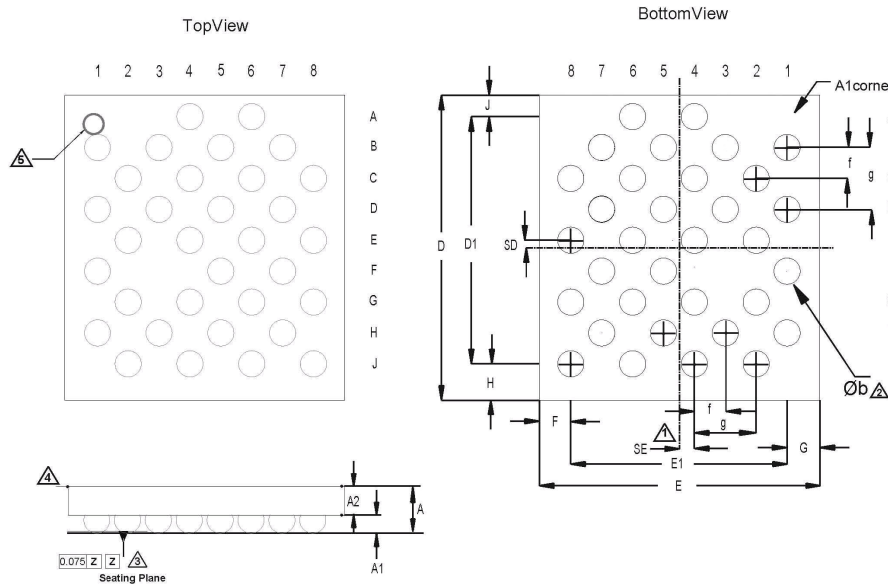 TopView
1 2 3 4 5 6 7 8
A
B
C
D
E
F
G
H
J
5
BottomView
8 7 6 5 4 3 2 1
A1corne
J
f
g
D
D1
SD
H
Øb 2
F
f
g
1
SE
G
E1
E
4
A2
A
A1
0.075 Z Z 3
Seating Plane